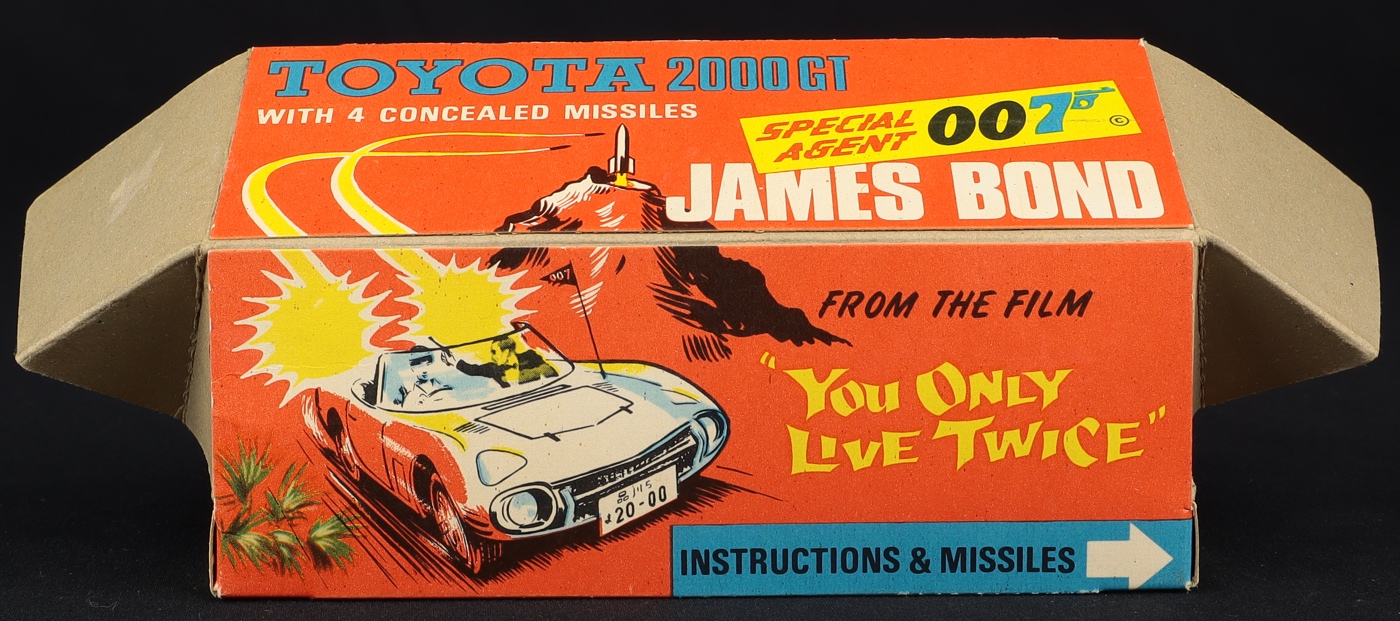 TOYOTA 2000 GT
WITH 4 CONCEALED MISSILES
SPECIAL
AGENT 007 ©
JAMES BOND
007
FROM THE FILM
"YOU ONLY
LIVE TWICE"
20-00
INSTRUCTIONS & MISSILES